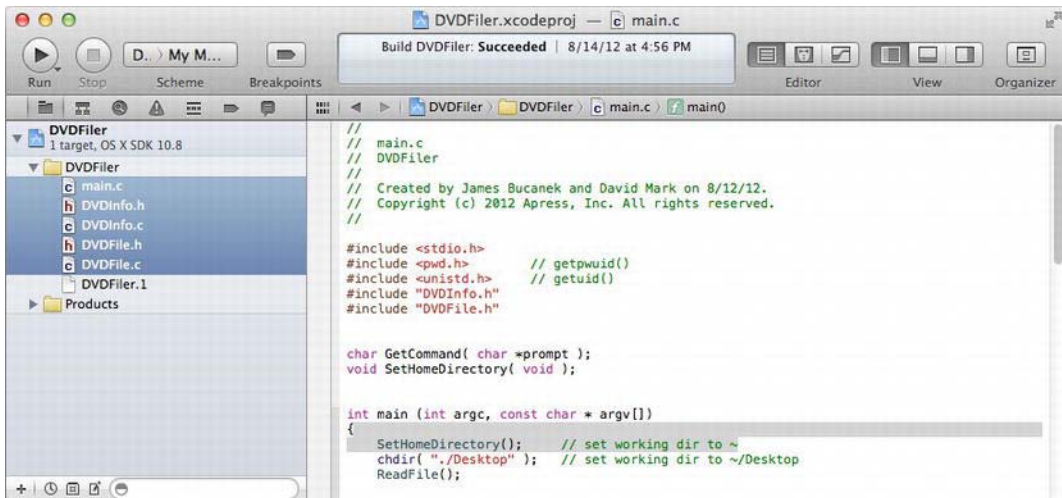 DVDFiler.xcodeproj — c main.c
Build DVDFiler: Succeeded | 8/14/12 at 4:56 PM
D... My M...
Run Stop Scheme Breakpoints Editor View Organizer
DVDFiler DVDFiler c main.c f main()
DVDFiler
1 target, OS X SDK 10.8
DVDFiler
c main.c
h DVDInfo.h
c DVDInfo.c
h DVDFile.h
c DVDFile.c
DVDFiler.1
Products
//
// main.c
// DVDFiler
//
// Created by James Bucanek and David Mark on 8/12/12.
// Copyright (c) 2012 Apress, Inc. All rights reserved.
//
#include <stdio.h>
#include <pwd.h> // getpwuid()
#include <unistd.h> // getuid()
#include "DVDInfo.h"
#include "DVDFile.h"
char GetCommand( char *prompt );
void SetHomeDirectory( void );
int main (int argc, const char * argv[])
{
SetHomeDirectory(); // set working dir to ~
chdir( "./Desktop" ); // set working dir to ~/Desktop
ReadFile();